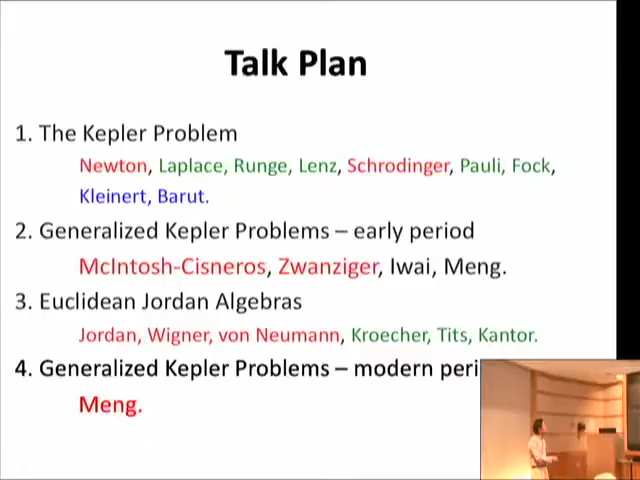 Talk Plan
1. The Kepler Problem
Newton, Laplace, Runge, Lenz, Schrodinger, Pauli, Fock,
Kleinert, Barut.
2. Generalized Kepler Problems – early period
McIntosh-Cisneros, Zwanziger, Iwai, Meng.
3. Euclidean Jordan Algebras
Jordan, Wigner, von Neumann, Kroecher, Tits, Kantor.
4. Generalized Kepler Problems – modern peri
Meng.